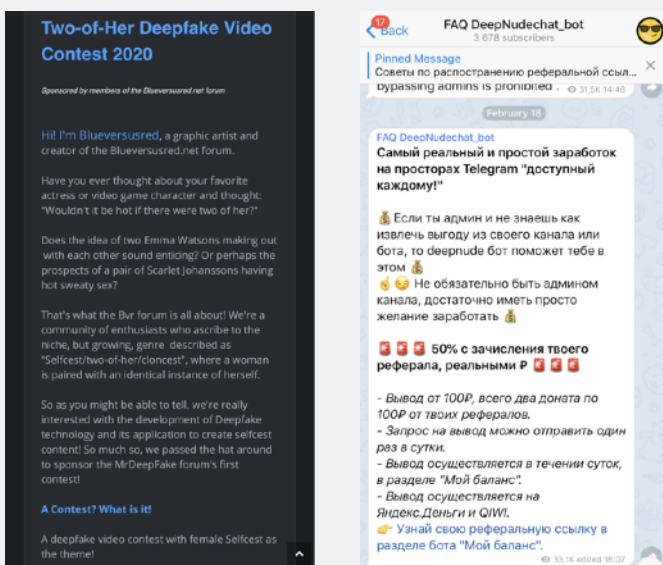 Two-of-Her Deepfake Video
Contest 2020
Sponsored by members of the Blueversusred.net forum
Hi! I'm Blueversusred, a graphic artist and
creator of the Blueversusred.net forum.
Have you ever thought about your favorite
actress or video game character and thought:
"Wouldn't it be hot if there were two of her?"
Does the idea of two Emma Watsons making out
with each other sound enticing? Or perhaps the
prospects of a pair of Scarlet Johanssons having
hot sweaty sex?
That's what the Bvr forum is all about! We're a
community of enthusiasts who ascribe to the
niche, but growing, genre described as
"Selfcest/two-of-her/cloncest", where a woman
is paired with an identical instance of herself.
So as you might be able to tell, we're really
interested with the development of Deepfake
technology and its application to create selfcest
content! So much so, we passed the hat around
to sponsor the MrDeepFake forum's first
contest!
A Contest? What is it!
A deepfake video contest with female Selfcest as
the theme!
17
Back
FAQ DeepNudechat_bot
3 678 subscribers
Pinned Message
Советы по распостранению реферальной ссыл...
bypassing admins is prohibited . 31,5K 14:48
February 18
FAQ DeepNudechat_bot
Самый реальный и простой заработок
на просторах Telegram "доступный
каждому!"
💰 Если ты админ и не знаешь как
извлечь выгоду из своего канала или
бота, то deepnude бот поможет тебе в
этом 💰
☝️😏 Не обязательно быть админом
канала, достаточно иметь просто
желание заработать 💰
🚨🚨🚨 50% с зачисления твоего
реферала, реальными ₽ 🚨🚨🚨
- Вывод от 100₽, всего два доната по
100₽ от твоих рефералов.
- Запрос на вывод можно отправить один
раз в сутки.
- Вывод осуществляется в течении суток,
в разделе "Мой баланс".
- Вывод осуществляется на
Яндекс.Деньги и QIWI.
👉 Узнай свою реферальную ссылку в
разделе бота "Мой баланс".
33,1K edited 18:07